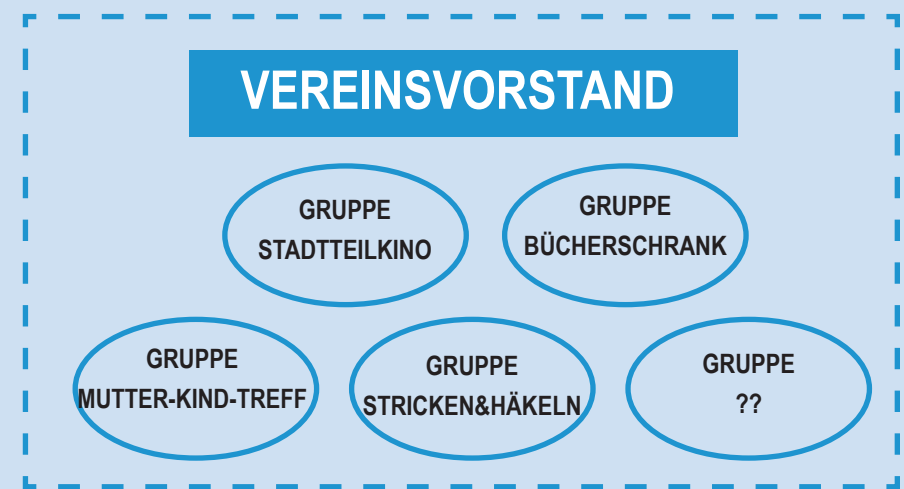 VEREINSVORSTAND
GRUPPE
STADTTEILKINO
GRUPPE
BÜCHERSCHRANK
GRUPPE
MUTTER-KIND-TREFF
GRUPPE
STRICKEN&HÄKELN
GRUPPE
??